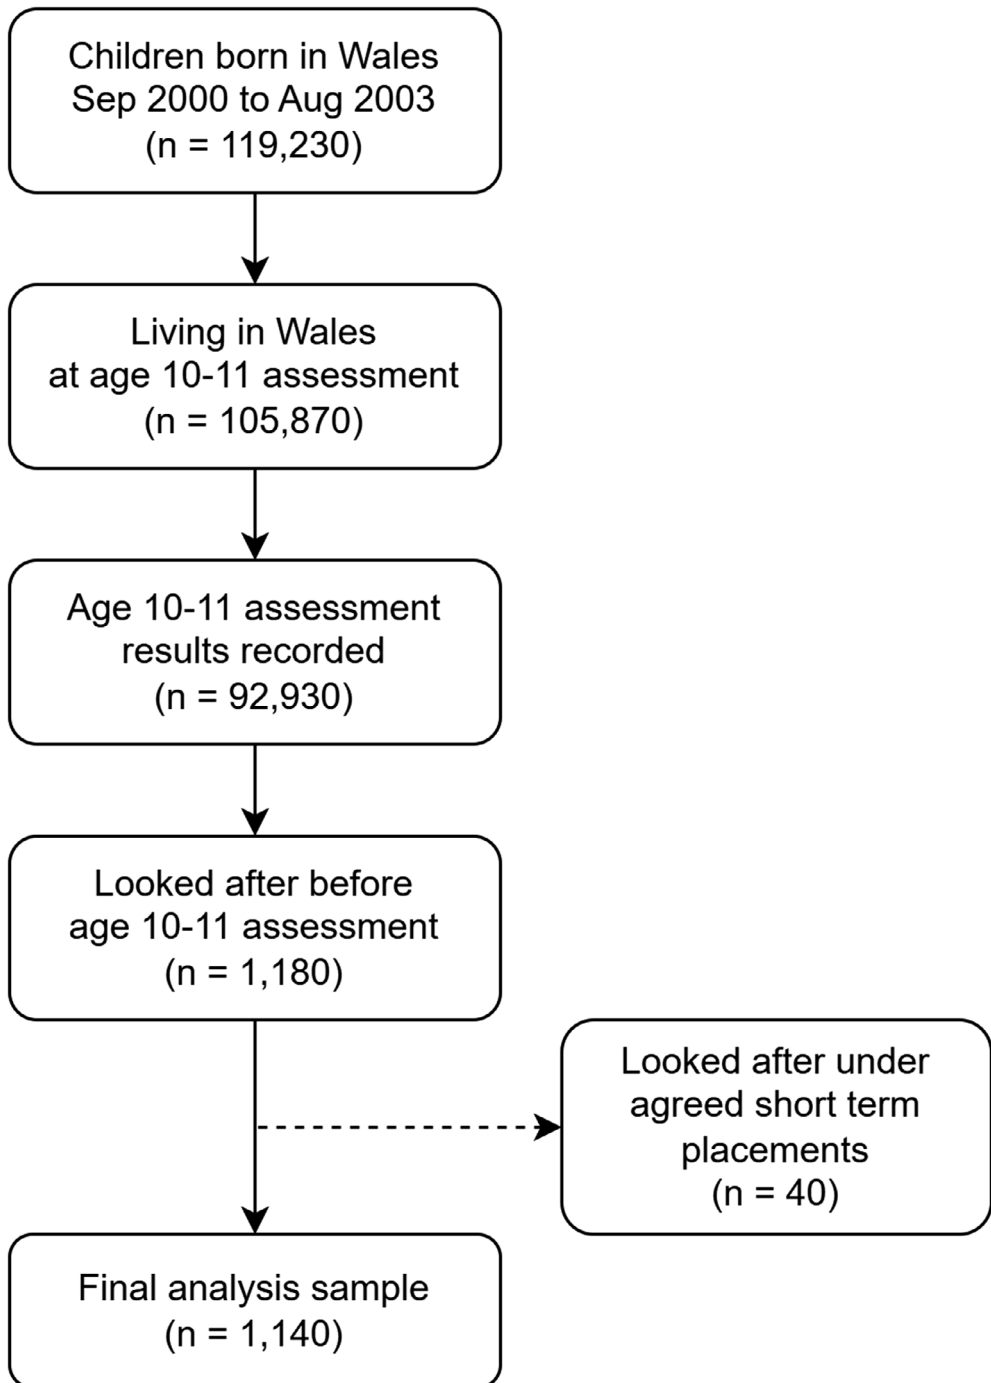 Children born in Wales
Sep 2000 to Aug 2003
(n = 119,230)
Living in Wales
at age 10-11 assessment
(n = 105,870)
Age 10-11 assessment
results recorded
(n = 92,930)
Looked after before
age 10-11 assessment
(n = 1,180)
Looked after under
agreed short term
placements
(n = 40)
Final analysis sample
(n = 1,140)